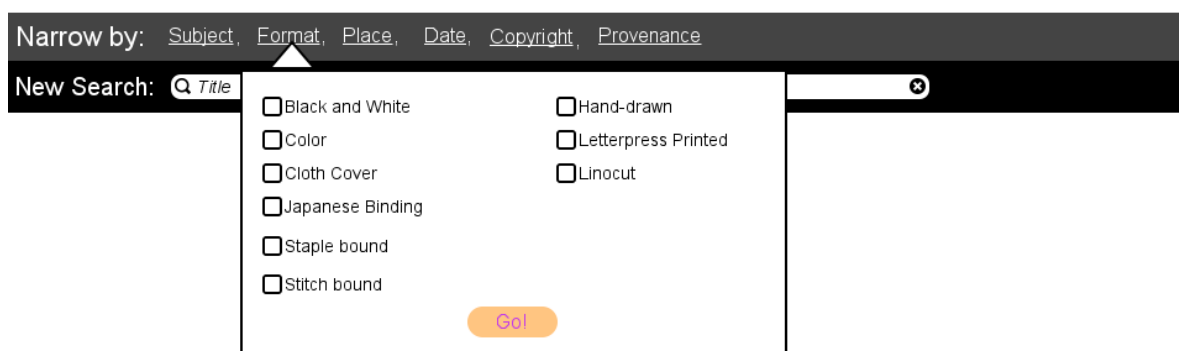 Narrow by: Subject, Format, Place, Date, Copyright, Provenance
New Search: Title
Black and White
Color
Cloth Cover
Japanese Binding
Staple bound
Stitch bound
Hand-drawn
Letterpress Printed
Linocut
Go!